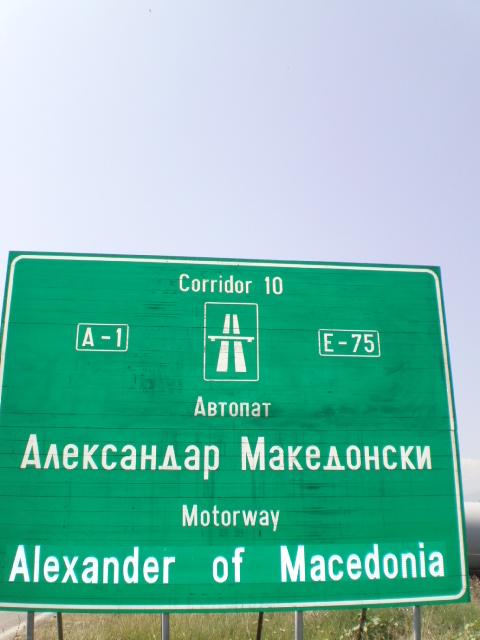 Corridor 10
A-1
E-75
Автопат
Александар Македонски
Motorway
Alexander of Macedonia